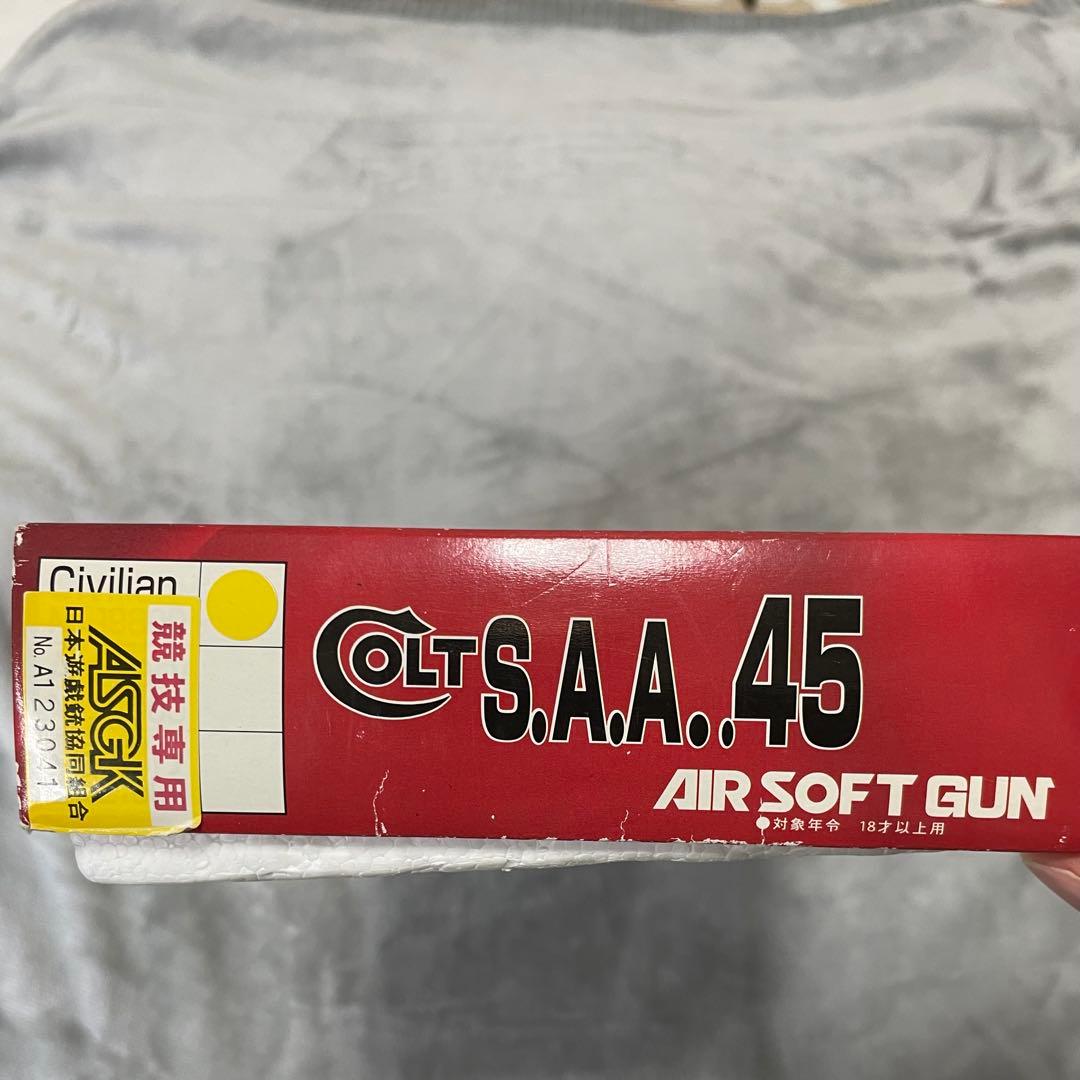 Civilian
競技専用
ASGK
日本遊戯銃協同組合
No. A123041
COLT S.A.A. .45
AIR SOFT GUN
●対象年令 18才以上用